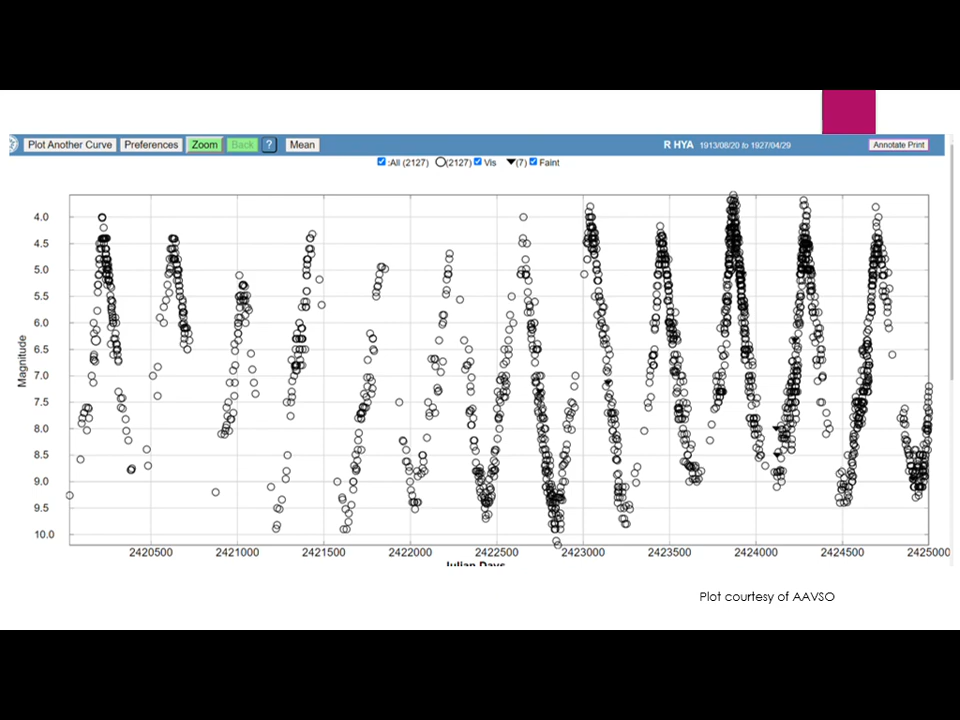 Plot Another Curve Preferences Zoom Back ? Mean R HYA 1913/08/20 to 1927/04/29 Annotate Print
:All (2127) (2127) Vis (7) Faint
4.0
4.5
5.0
5.5
6.0
6.5
7.0
7.5
8.0
8.5
9.0
9.5
10.0
Magnitude
2420500 2421000 2421500 2422000 2422500 2423000 2423500 2424000 2424500 2425000
Julian Days
Plot courtesy of AAVSO